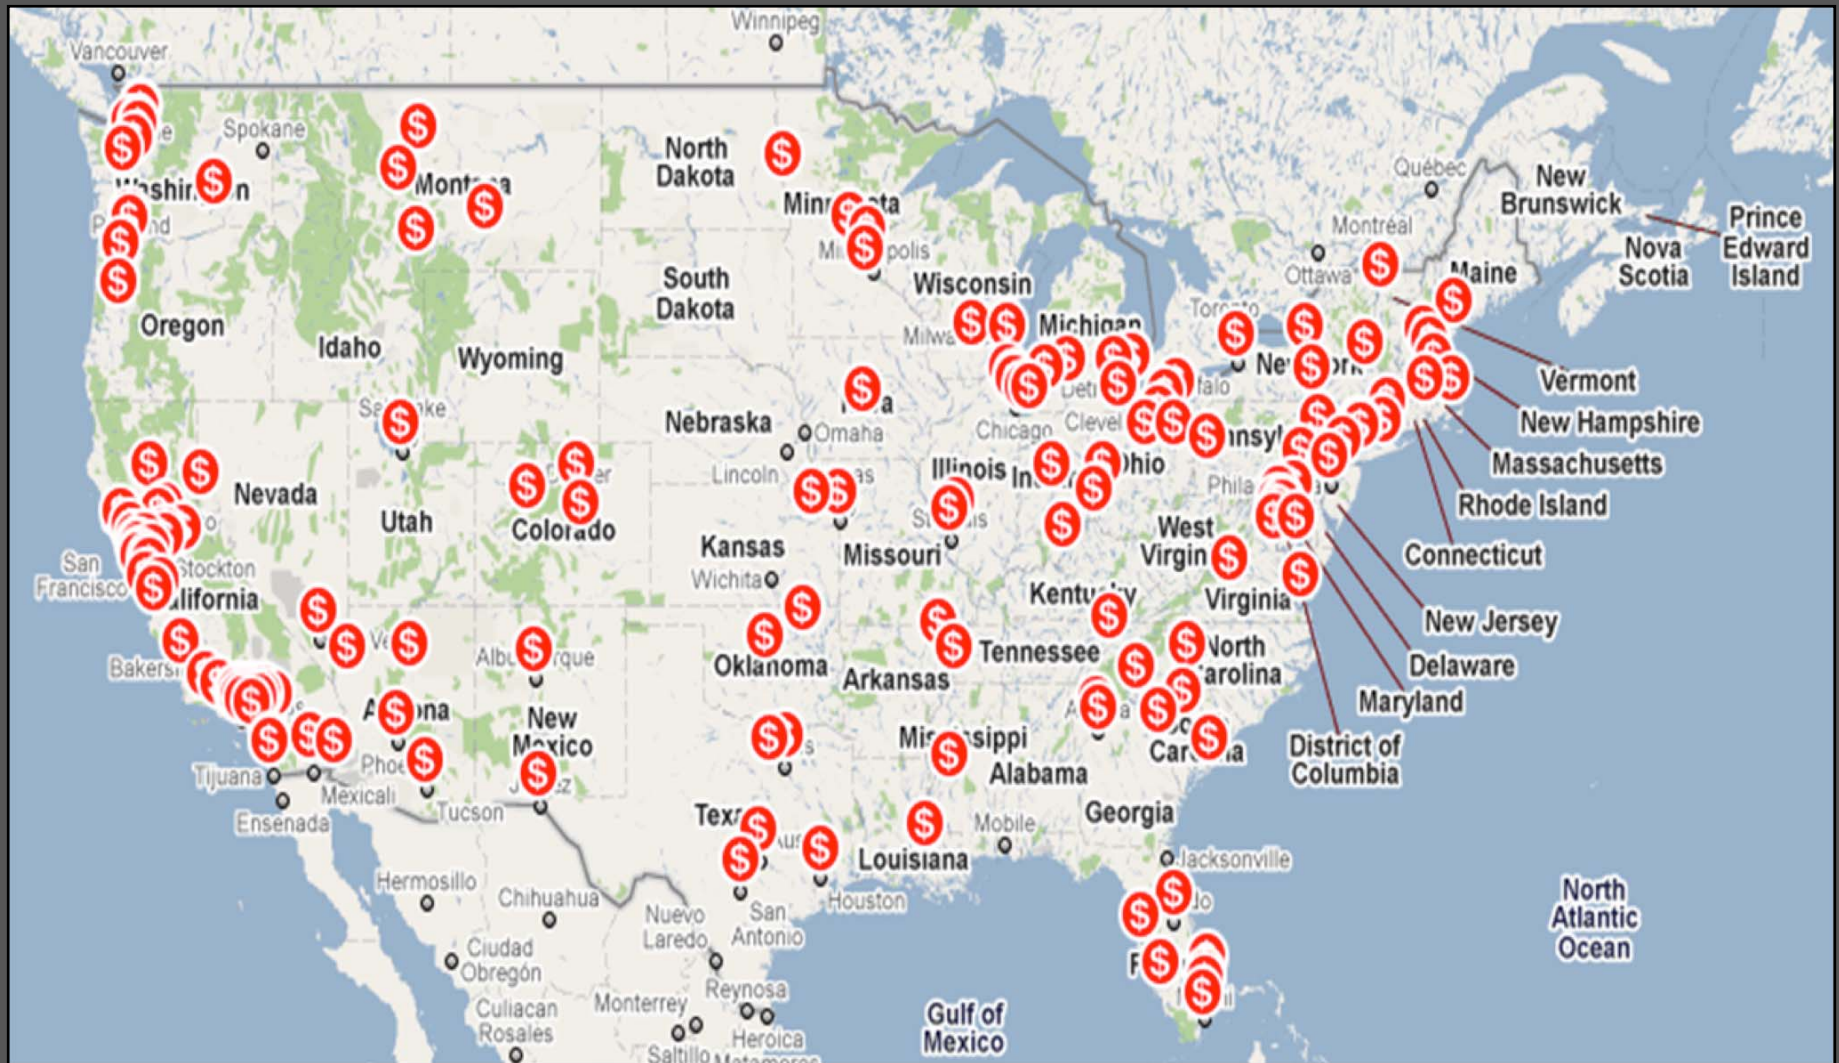 Winnipeg
Vancouver
Spokane
North
Dakota
Québec
New
Brunswick
Montréal
Prince
Edward
Island
Nova
Scotia
Ottawa
Maine
South
Dakota
Wisconsin
Oregon
Michigan
Idaho
Wyoming
Vermont
Nebraska
Omaha
Chicago
New Hampshire
Massachusetts
Lincoln
Illinois
Nevada
Rhode Island
Utah
Colorado
West
Kansas
Missouri
Connecticut
San
Francisco
Stockton
Wichita
Kentucky
Virginia
New Jersey
Tennessee
North
Oklahoma
Arkansas
Delaware
Maryland
New
Mexico
District of
Columbia
Alabama
Tijuana
Mexicali
Tucson
Ensenada
Georgia
Mobile
Louisiana
Jacksonville
Hermosillo
Chihuahua
Houston
Nuevo
Laredo
San
Antonio
North
Atlantic
Ocean
Ciudad
Obregón
Culiacan
Rosales
Monterrey
Reynosa
Gulf of
Mexico
Heroica
Saltillo
Matamoros
$